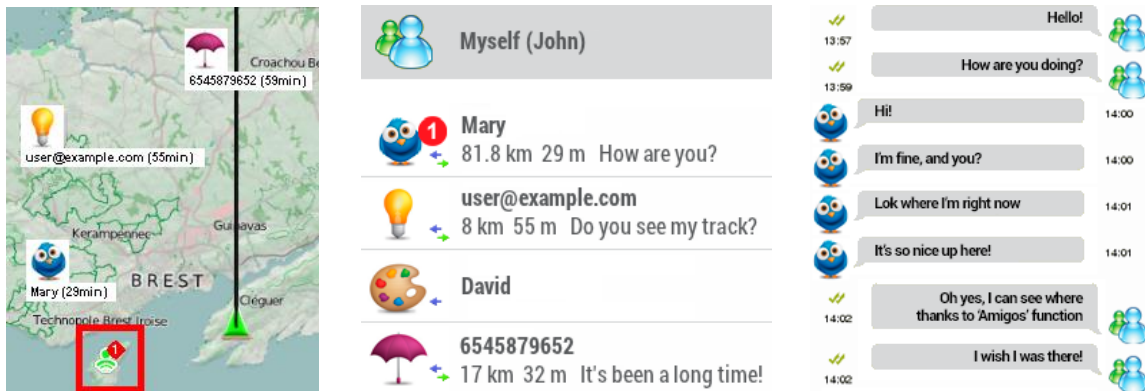 Croachou Be
6545879652 (59min)
user@example.com (55min)
Kerampennec
Guipavas
Mary (29min)
BREST
Cléguer
Technopole Brest Iroise
1
Myself (John)
1
Mary
81.8 km 29 m How are you?
user@example.com
8 km 55 m Do you see my track?
David
6545879652
17 km 32 m It's been a long time!
Hello!
13:57
How are you doing?
13:59
Hi!
14:00
I'm fine, and you?
14:00
Lok where I'm right now
14:01
It's so nice up here!
14:01
Oh yes, I can see where
thanks to 'Amigos' function
14:02
I wish I was there!
14:02